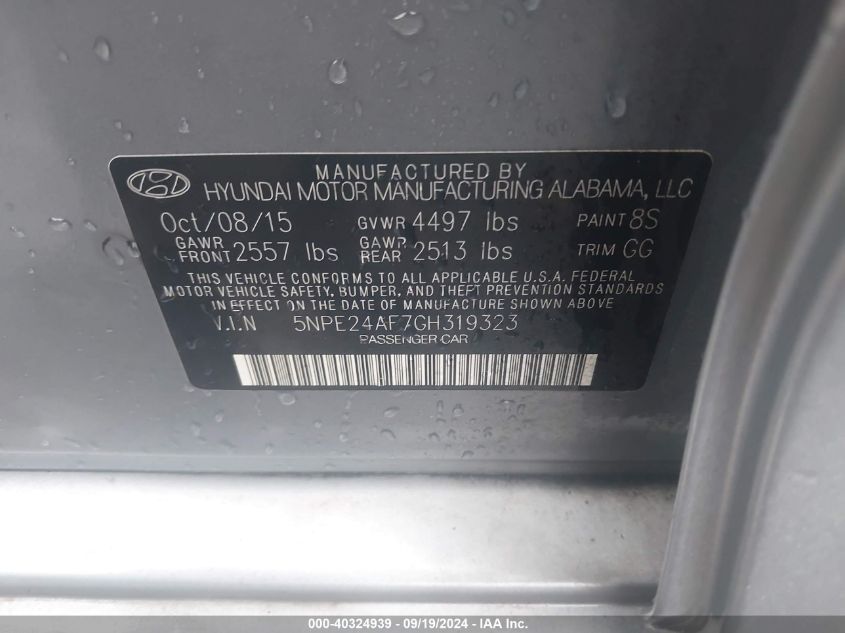 MANUFACTURED BY
HYUNDAI MOTOR MANUFACTURING ALABAMA, LLC
Oct/08/15 GVWR 4497 lbs PAINT 8S
GAWR FRONT 2557 lbs GAWR REAR 2513 lbs TRIM GG
THIS VEHICLE CONFORMS TO ALL APPLICABLE U.S.A. FEDERAL
MOTOR VEHICLE SAFETY, BUMPER, AND THEFT PREVENTION STANDARDS
IN EFFECT ON THE DATE OF MANUFACTURE SHOWN ABOVE.
V.I.N 5NPE24AF7GH319323
PASSENGER CAR
000-40324939 - 09/19/2024 - IAA Inc.